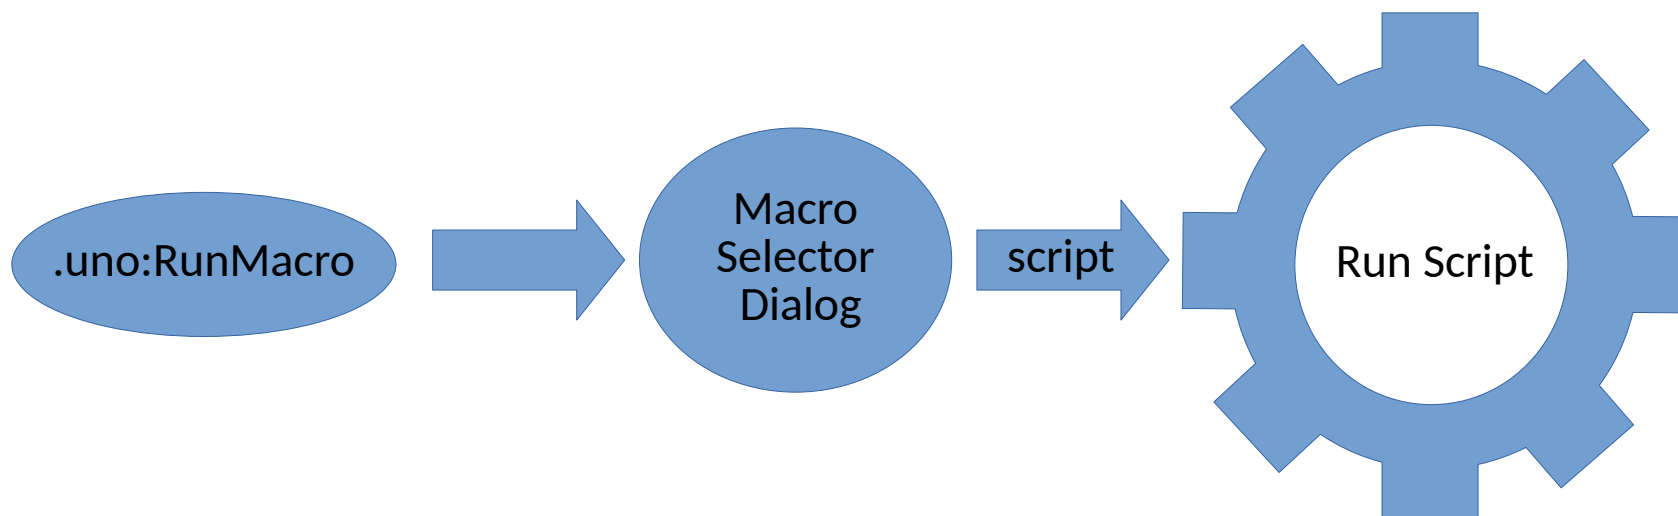 .uno:RunMacro
Macro
Selector
Dialog
script
Run Script